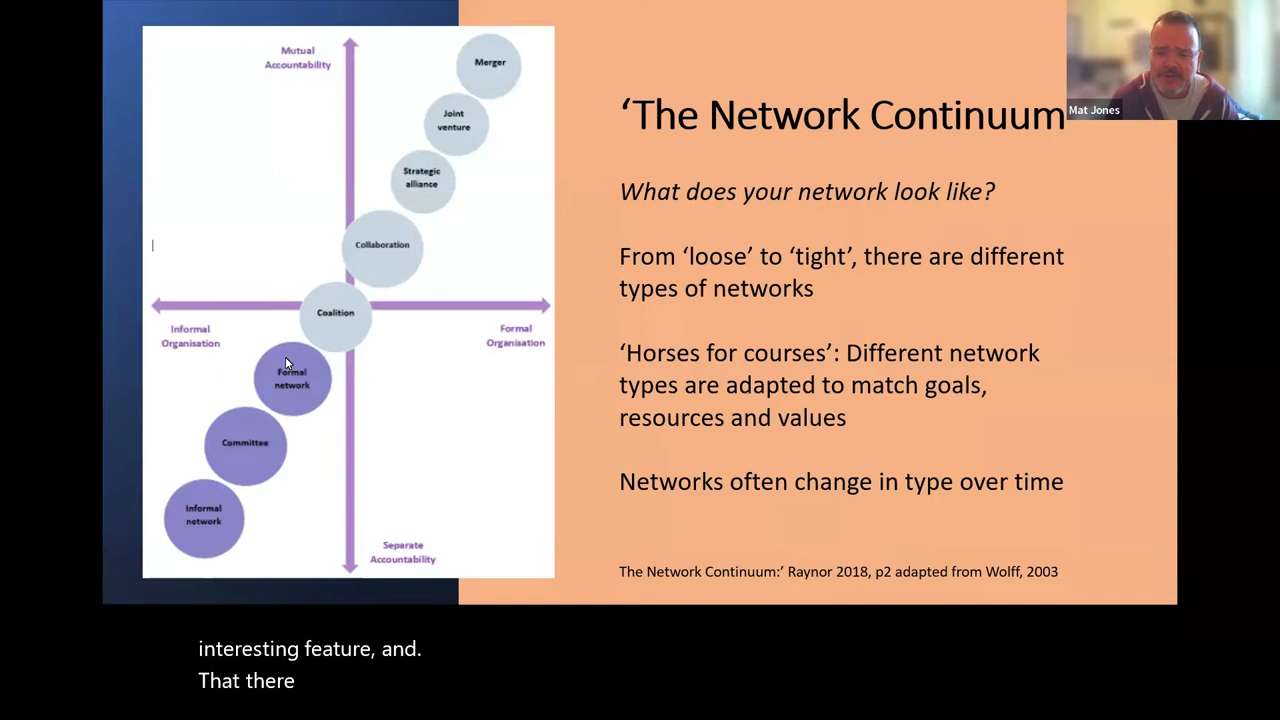 Mutual
Accountability
Merger
Joint
venture
Strategic
alliance
Collaboration
Coalition
Informal
Organisation
Formal
Organisation
Formal
network
Committee
Informal
network
Separate
Accountability
‘The Network Continuum
Mat Jones
What does your network look like?
From ‘loose’ to ‘tight’, there are different
types of networks
‘Horses for courses’: Different network
types are adapted to match goals,
resources and values
Networks often change in type over time
The Network Continuum:’ Raynor 2018, p2 adapted from Wolff, 2003
interesting feature, and.
That there